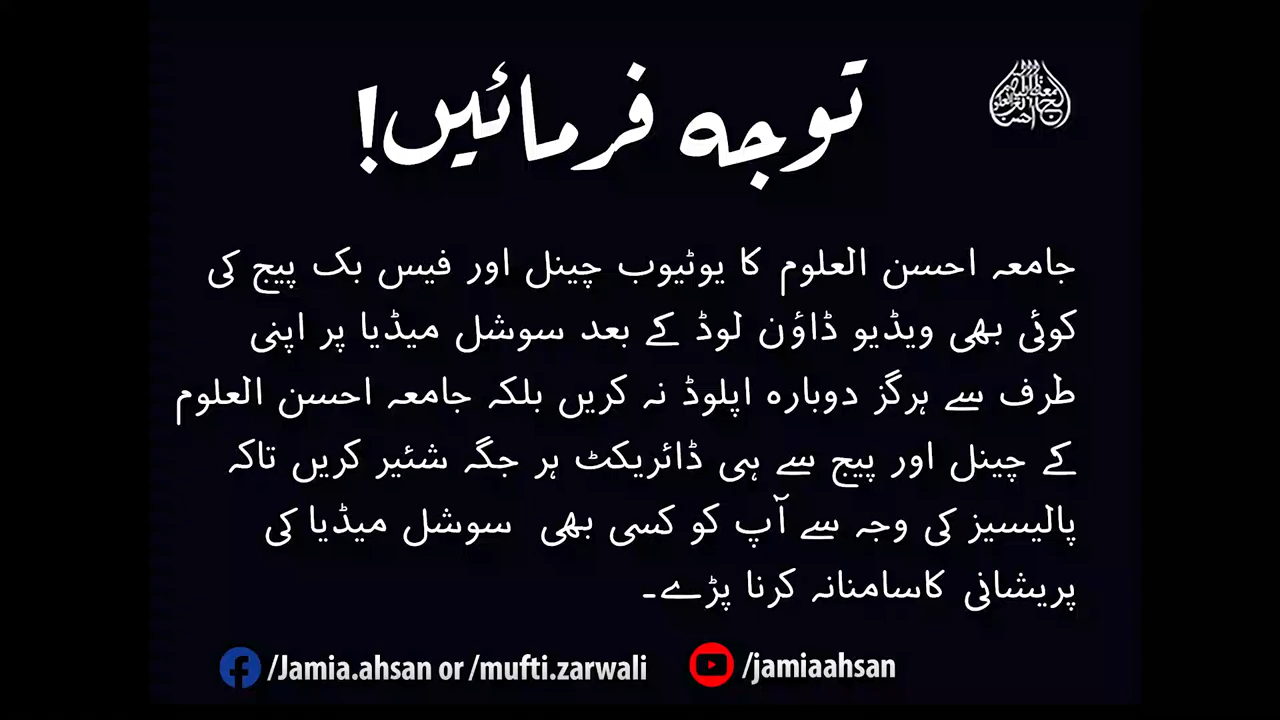 توجہ فرمائیں!
جامعہ احسن العلوم کا یوٹیوب چینل اور فیس بک پیج کی
کوئی بھی ویڈیو ڈاؤن لوڈ کے بعد سوشل میڈیا پر اپنی
طرف سے ہرگز دوبارہ اپلوڈ نہ کریں بلکہ جامعہ احسن العلوم
کے چینل اور پیج سے ہی ڈائریکٹ ہر جگہ شئیر کریں تاکہ
پالیسیز کی وجہ سے آپ کو کسی بھی سوشل میڈیا کی
پریشانی کاسامنانہ کرنا پڑے۔
/Jamia.ahsan or /mufti.zarwali /jamiaahsan